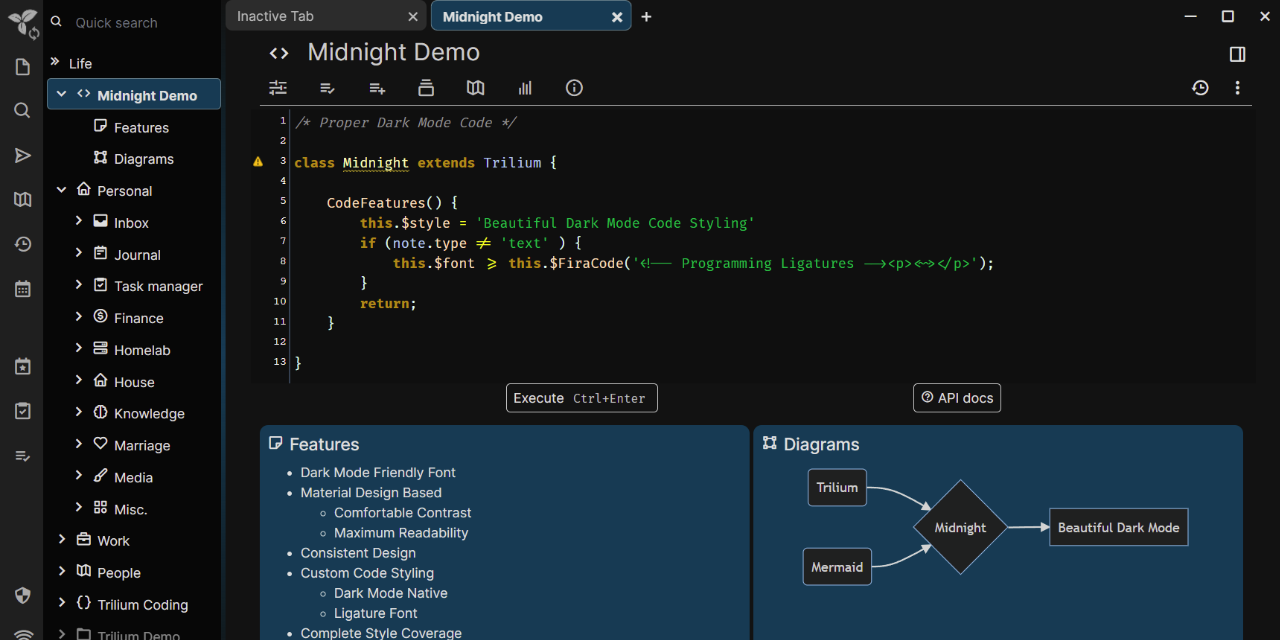 Quick search
Life
Midnight Demo
Features
Diagrams
Personal
Inbox
Journal
Task manager
Finance
Homelab
House
Knowledge
Marriage
Media
Misc.
Work
People
Trilium Coding
Trilium Demo
Inactive Tab
Midnight Demo
Midnight Demo
1 /* Proper Dark Mode Code */
2
3 class Midnight extends Trilium {
4
5 CodeFeatures() {
6 this.$style = 'Beautiful Dark Mode Code Styling'
7 if (note.type ≠ 'text' ) {
8 this.$font ⩾ this.$FiraCode('<!-- Programming Ligatures --><p><~></p>');
9 }
10 return;
11 }
12
13 }
Execute Ctrl+Enter
API docs
Features
• Dark Mode Friendly Font
• Material Design Based
◦ Comfortable Contrast
◦ Maximum Readability
• Consistent Design
• Custom Code Styling
◦ Dark Mode Native
◦ Ligature Font
• Complete Style Coverage
Diagrams
Trilium
Mermaid
Midnight
Beautiful Dark Mode